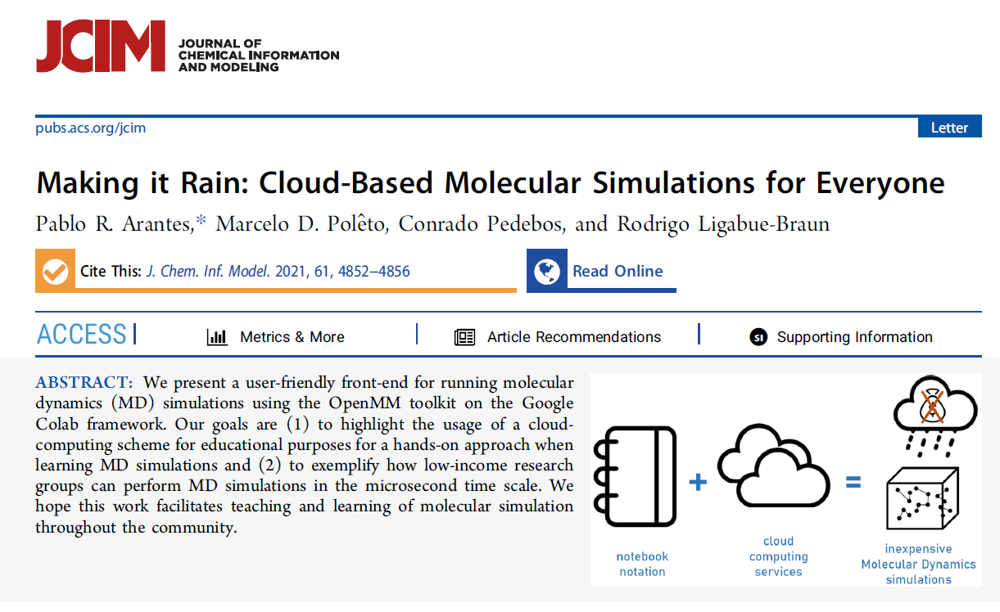 JCIM
JOURNAL OF
CHEMICAL INFORMATION
AND MODELING
pubs.acs.org/jcim
Letter
Making it Rain: Cloud-Based Molecular Simulations for Everyone
Pablo R. Arantes,* Marcelo D. Polêto, Conrado Pedebos, and Rodrigo Ligabue-Braun
Cite This: J. Chem. Inf. Model. 2021, 61, 4852−4856
Read Online
ACCESS
Metrics & More
Article Recommendations
SI Supporting Information
ABSTRACT: We present a user-friendly front-end for running molecular
dynamics (MD) simulations using the OpenMM toolkit on the Google
Colab framework. Our goals are (1) to highlight the usage of a cloud-
computing scheme for educational purposes for a hands-on approach when
learning MD simulations and (2) to exemplify how low-income research
groups can perform MD simulations in the microsecond time scale. We
hope this work facilitates teaching and learning of molecular simulation
throughout the community.
+
=
notebook
notation
cloud
computing
services
inexpensive
Molecular Dynamics
simulations